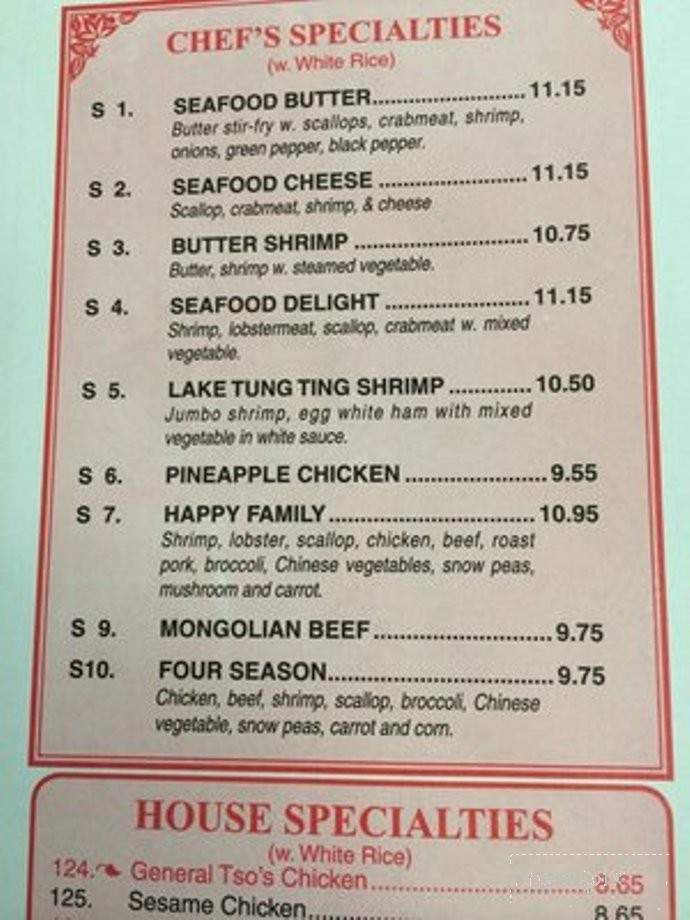 CHEF'S SPECIALTIES
(w. White Rice)
S 1. SEAFOOD BUTTER........................11.15
Butter stir-fry w. scallops, crabmeat, shrimp,
onions, green pepper, black pepper.
S 2. SEAFOOD CHEESE.......................11.15
Scallop, crabmeat, shrimp, & cheese
S 3. BUTTER SHRIMP...........................10.75
Butter, shrimp w. steamed vegetable.
S 4. SEAFOOD DELIGHT......................11.15
Shrimp, lobstermeat, scallop, crabmeat w. mixed
vegetable.
S 5. LAKE TUNG TING SHRIMP.............10.50
Jumbo shrimp, egg white ham with mixed
vegetable in white sauce.
S 6. PINEAPPLE CHICKEN......................9.55
S 7. HAPPY FAMILY................................10.95
Shrimp, lobster, scallop, chicken, beef, roast
pork, broccoli, Chinese vegetables, snow peas,
mushroom and carrot.
S 9. MONGOLIAN BEEF...........................9.75
S10. FOUR SEASON..................................9.75
Chicken, beef, shrimp, scallop, broccoli, Chinese
vegetable, snow peas, carrot and corn.
HOUSE SPECIALTIES
(w. White Rice)
124. General Tso's Chicken................................8.65
125. Sesame Chicken.........................................8.65